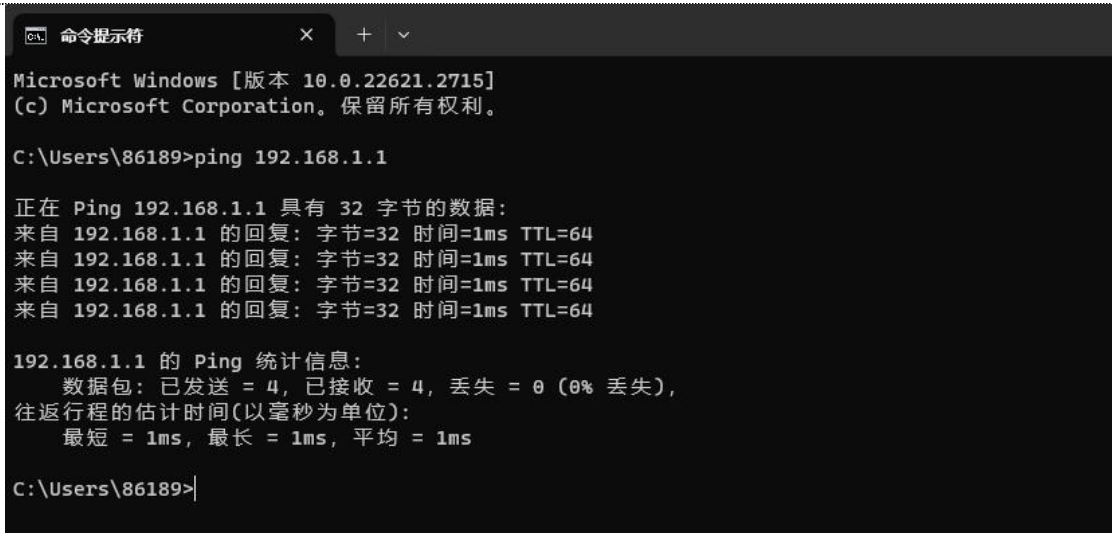 命令提示符
Microsoft Windows [版本 10.0.22621.2715]
(c) Microsoft Corporation。保留所有权利。
C:\Users\86189>ping 192.168.1.1
正在 Ping 192.168.1.1 具有 32 字节的数据:
来自 192.168.1.1 的回复: 字节=32 时间=1ms TTL=64
来自 192.168.1.1 的回复: 字节=32 时间=1ms TTL=64
来自 192.168.1.1 的回复: 字节=32 时间=1ms TTL=64
来自 192.168.1.1 的回复: 字节=32 时间=1ms TTL=64
192.168.1.1 的 Ping 统计信息:
    数据包: 已发送 = 4, 已接收 = 4, 丢失 = 0 (0% 丢失),
往返行程的估计时间(以毫秒为单位):
    最短 = 1ms, 最长 = 1ms, 平均 = 1ms
C:\Users\86189>